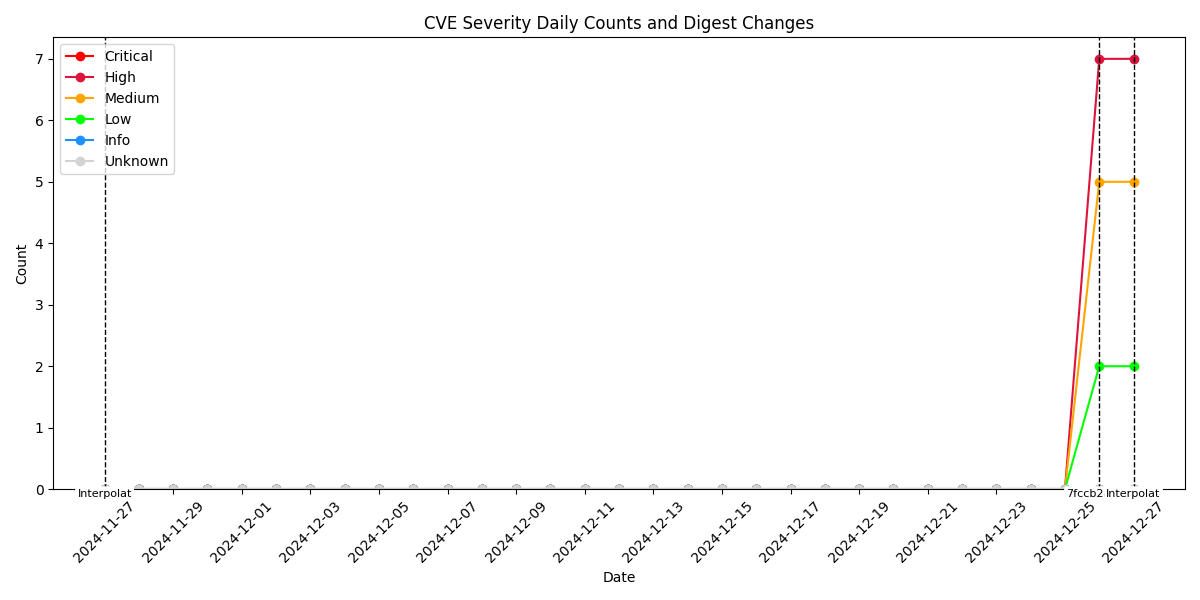 CVE Severity Daily Counts and Digest Changes
Critical
High
Medium
Low
Info
Unknown
7
6
5
4
3
2
1
0
Count
Interpolat
7fccb2
Interpolat
2024-11-27
2024-11-29
2024-12-01
2024-12-03
2024-12-05
2024-12-07
2024-12-09
2024-12-11
2024-12-13
2024-12-15
2024-12-17
2024-12-19
2024-12-21
2024-12-23
2024-12-25
2024-12-27
Date